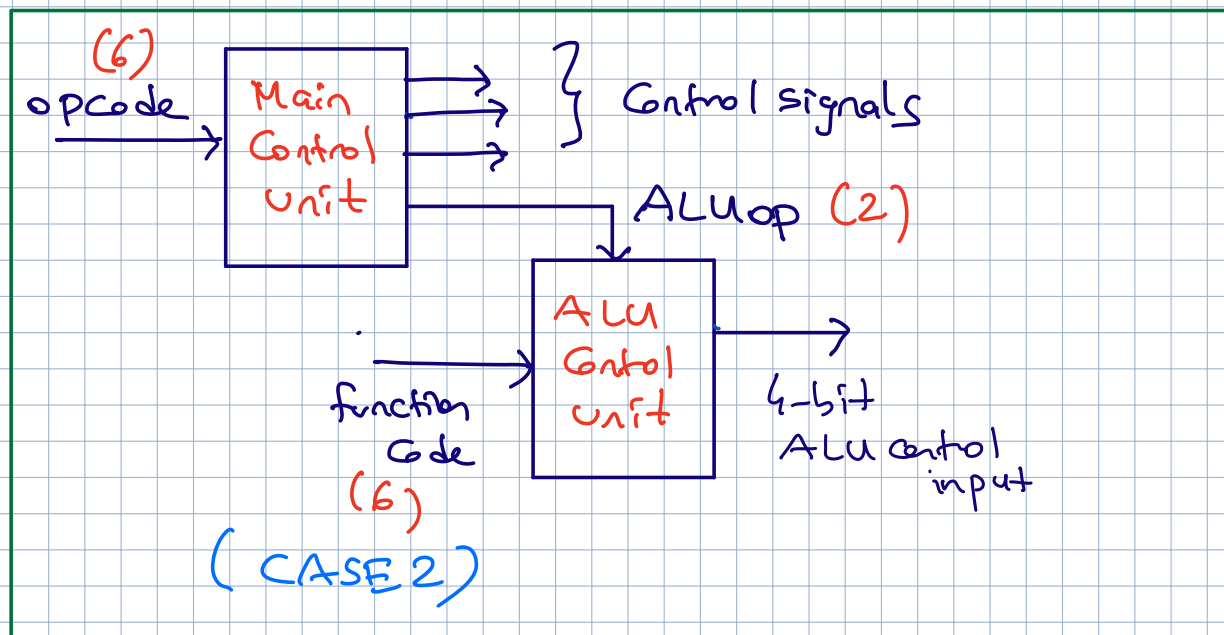 (6)
opcode
Main
Control
unit
Control signals
ALUop (2)
ALU
Contol
unit
function
code
(6)
4-bit
ALU control
input
(CASE 2)